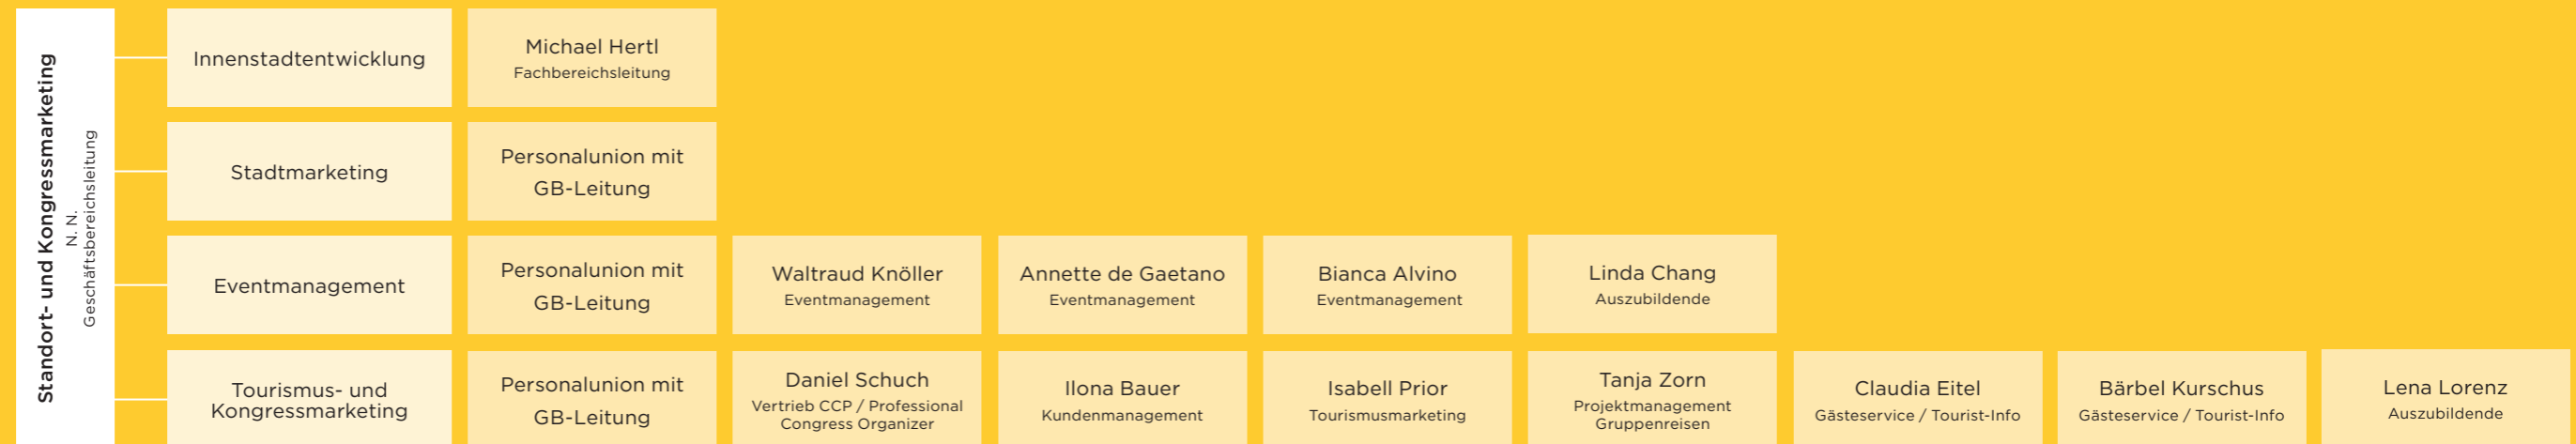 Standort- und Kongressmarketing
N. N.
Geschäftsbereichsleitung
Innenstadtentwicklung
Michael Hertl
Fachbereichsleitung
Stadtmarketing
Personalunion mit
GB-Leitung
Eventmanagement
Personalunion mit
GB-Leitung
Waltraud Knöller
Eventmanagement
Annette de Gaetano
Eventmanagement
Bianca Alvino
Eventmanagement
Linda Chang
Auszubildende
Tourismus- und
Kongressmarketing
Personalunion mit
GB-Leitung
Daniel Schuch
Vertrieb CCP / Professional
Congress Organizer
Ilona Bauer
Kundenmanagement
Isabell Prior
Tourismusmarketing
Tanja Zorn
Projektmanagement
Gruppenreisen
Claudia Eitel
Gästeservice / Tourist-Info
Bärbel Kurschus
Gästeservice / Tourist-Info
Lena Lorenz
Auszubildende